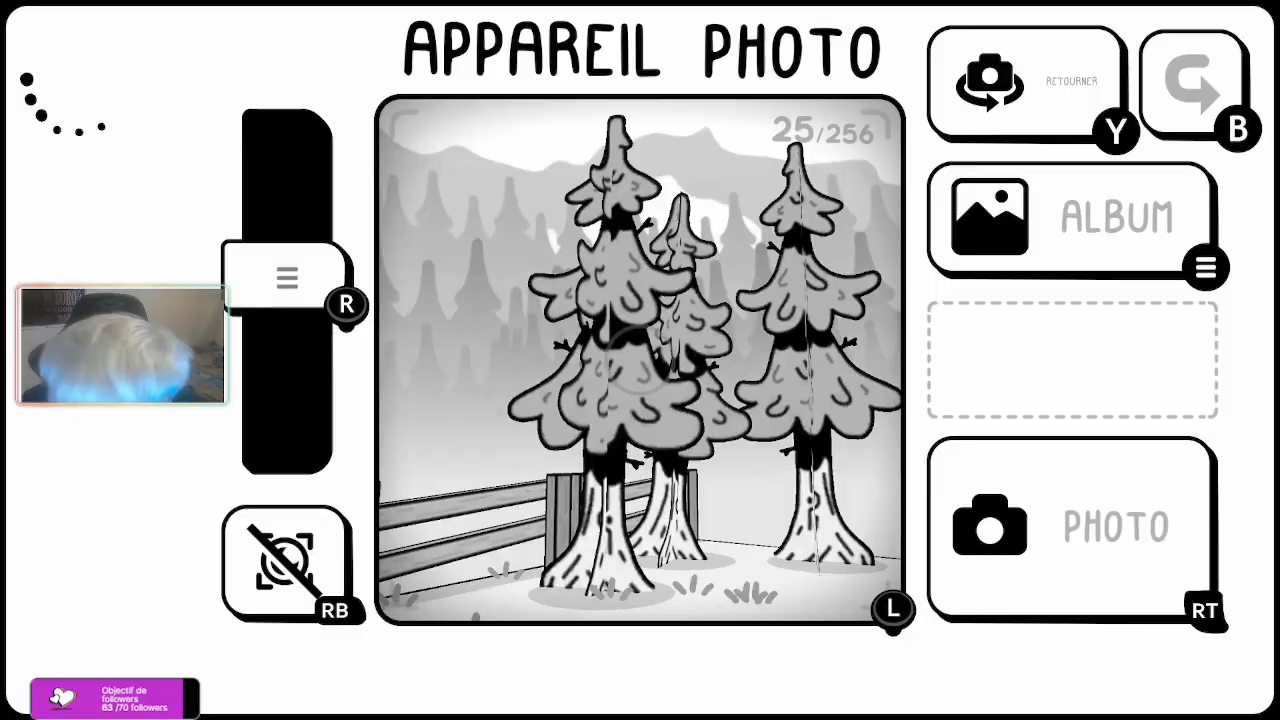 APPAREIL PHOTO
25/256
RETOURNER
Y
B
ALBUM
R
PHOTO
RB
L
RT
Objectif de
followers
63 /70 followers